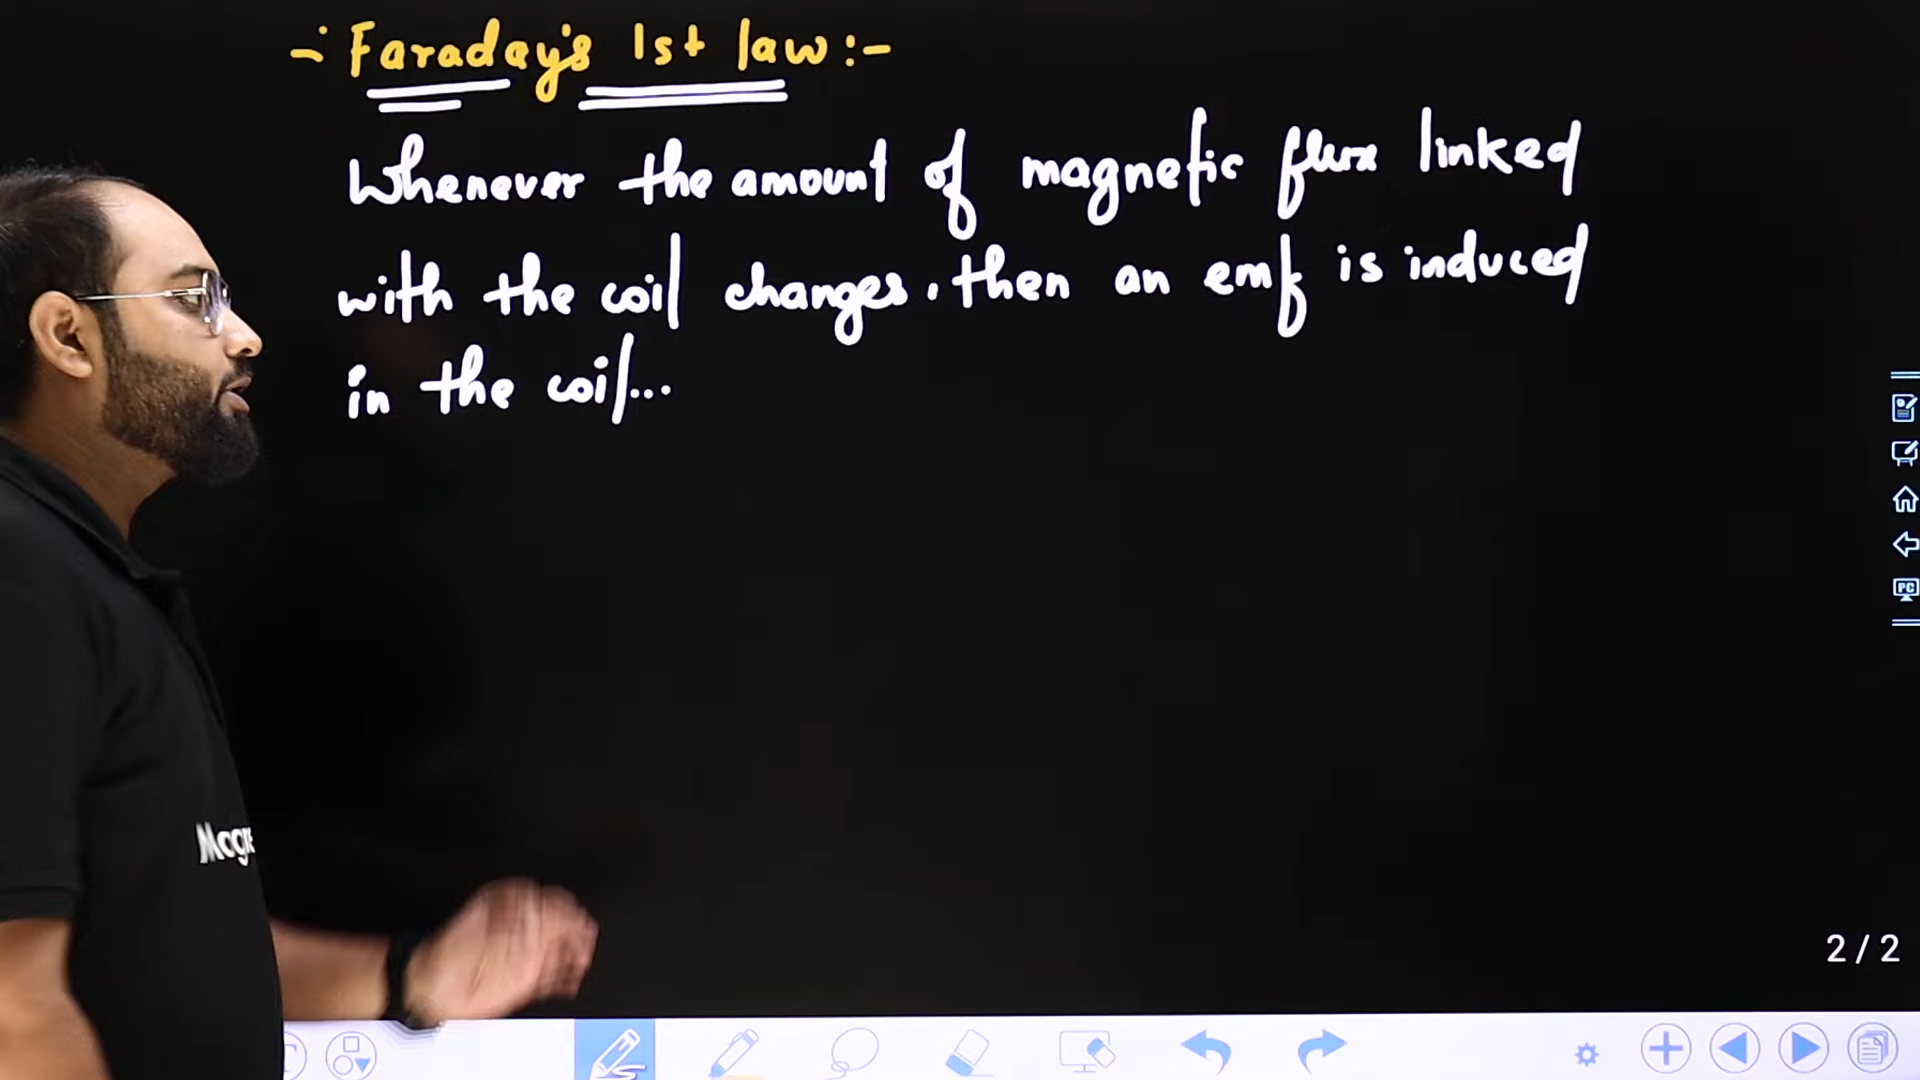 Faraday's 1st law:-
Whenever the amount of magnetic flux linked
with the coil changes, then an emf is induced
in the coil...
PC
2/2